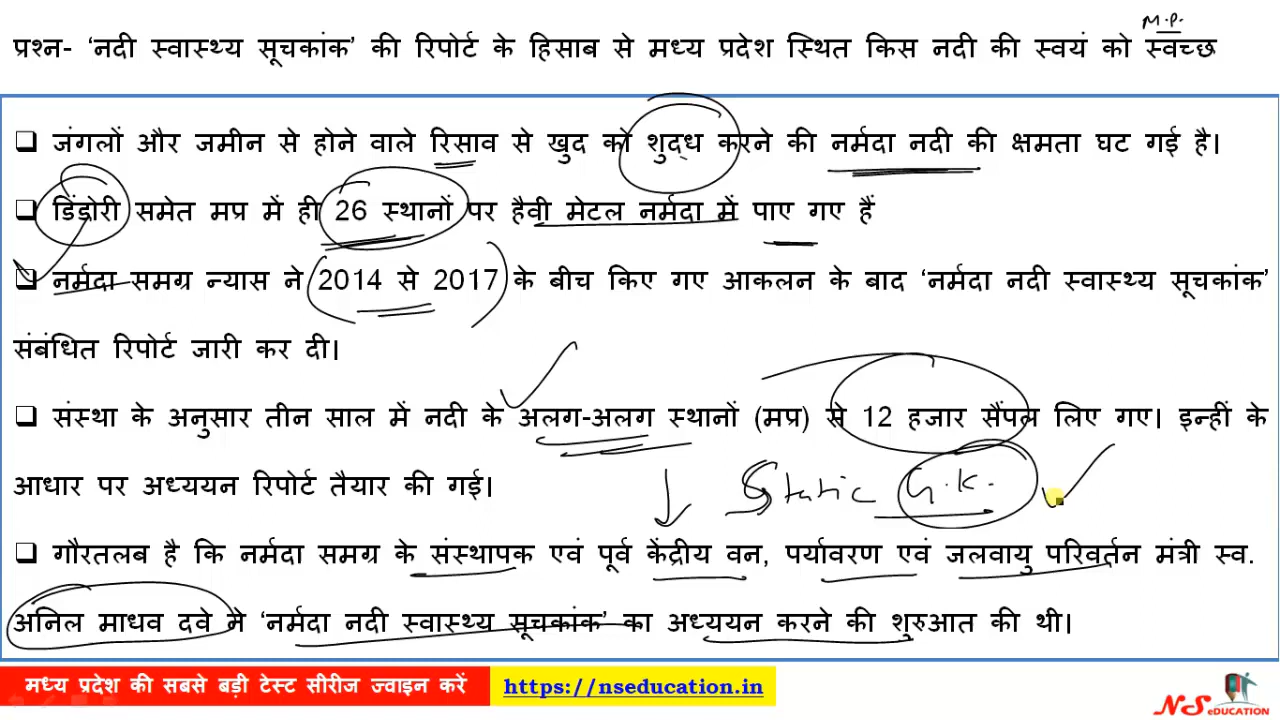 M.P.
प्रश्न- ‘नदी स्वास्थ्य सूचकांक’ की रिपोर्ट के हिसाब से मध्य प्रदेश स्थित किस नदी की स्वयं को स्वच्छ
❑ जंगलों और जमीन से होने वाले रिसाव से खुद को शुद्ध करने की नर्मदा नदी की क्षमता घट गई है।
❑ डिंडोरी समेत मप्र में ही 26 स्थानों पर हैवी मेटल नर्मदा में पाए गए हैं
❑ नर्मदा समग्र न्यास ने 2014 से 2017 के बीच किए गए आकलन के बाद ‘नर्मदा नदी स्वास्थ्य सूचकांक’
संबंधित रिपोर्ट जारी कर दी।
❑ संस्था के अनुसार तीन साल में नदी के अलग-अलग स्थानों (मप्र) से 12 हजार सैंपल लिए गए। इन्हीं के
आधार पर अध्ययन रिपोर्ट तैयार की गई।
Static G.K.
❑ गौरतलब है कि नर्मदा समग्र के संस्थापक एवं पूर्व केंद्रीय वन, पर्यावरण एवं जलवायु परिवर्तन मंत्री स्व.
अनिल माधव दवे ने ‘नर्मदा नदी स्वास्थ्य सूचकांक’ का अध्ययन करने की शुरुआत की थी।
मध्य प्रदेश की सबसे बड़ी टेस्ट सीरीज ज्वाइन करें
https://nseducation.in
NS eDUCATION